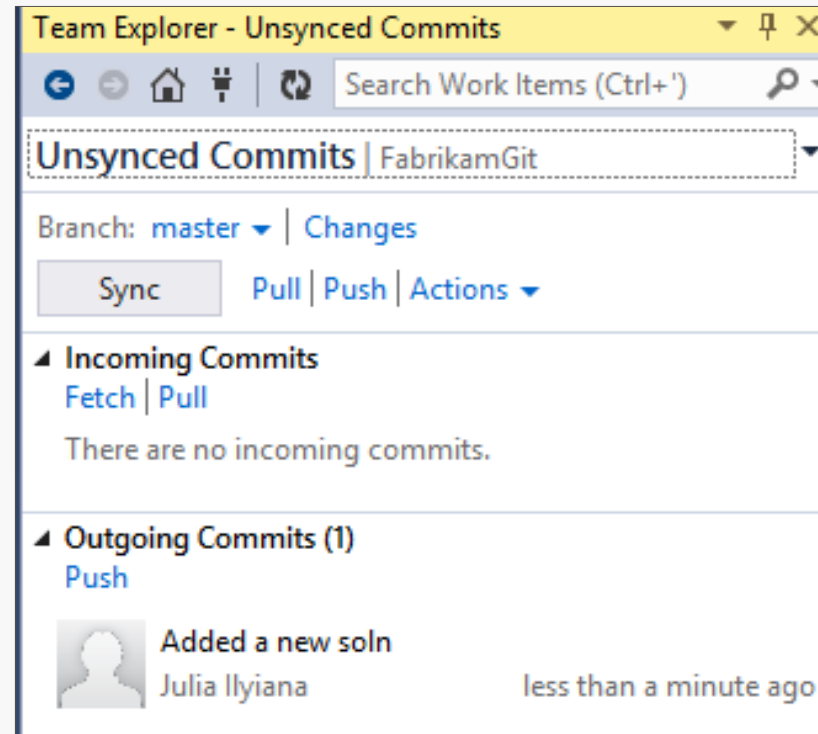 Team Explorer - Unsynced Commits
Search Work Items (Ctrl+')
Unsynced Commits | FabrikamGit
Branch: master | Changes
Sync Pull | Push | Actions
Incoming Commits
Fetch | Pull
There are no incoming commits.
Outgoing Commits (1)
Push
Added a new soln
Julia Ilyiana less than a minute ago